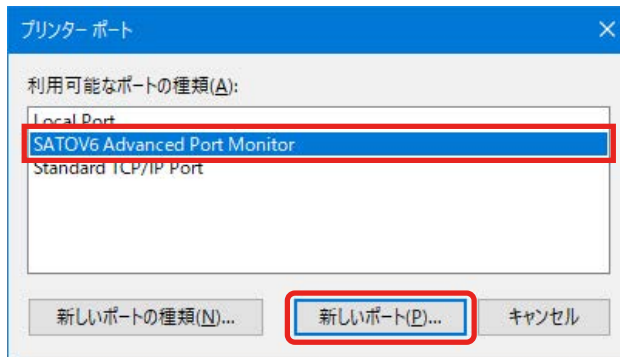 プリンター ポート
利用可能なポートの種類(A):
Local Port
SATOV6 Advanced Port Monitor
Standard TCP/IP Port
新しいポートの種類(N)... 新しいポート(P)... キャンセル